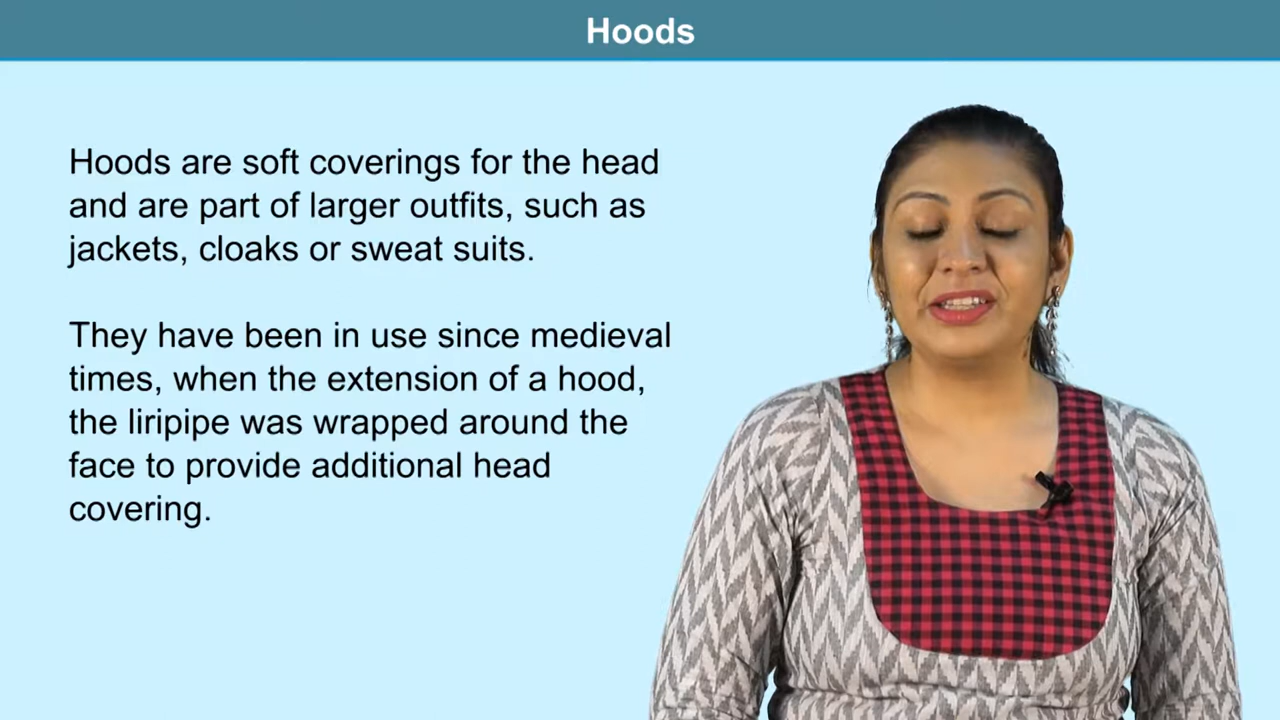 Hoods
Hoods are soft coverings for the head
and are part of larger outfits, such as
jackets, cloaks or sweat suits.
They have been in use since medieval
times, when the extension of a hood,
the liripipe was wrapped around the
face to provide additional head
covering.